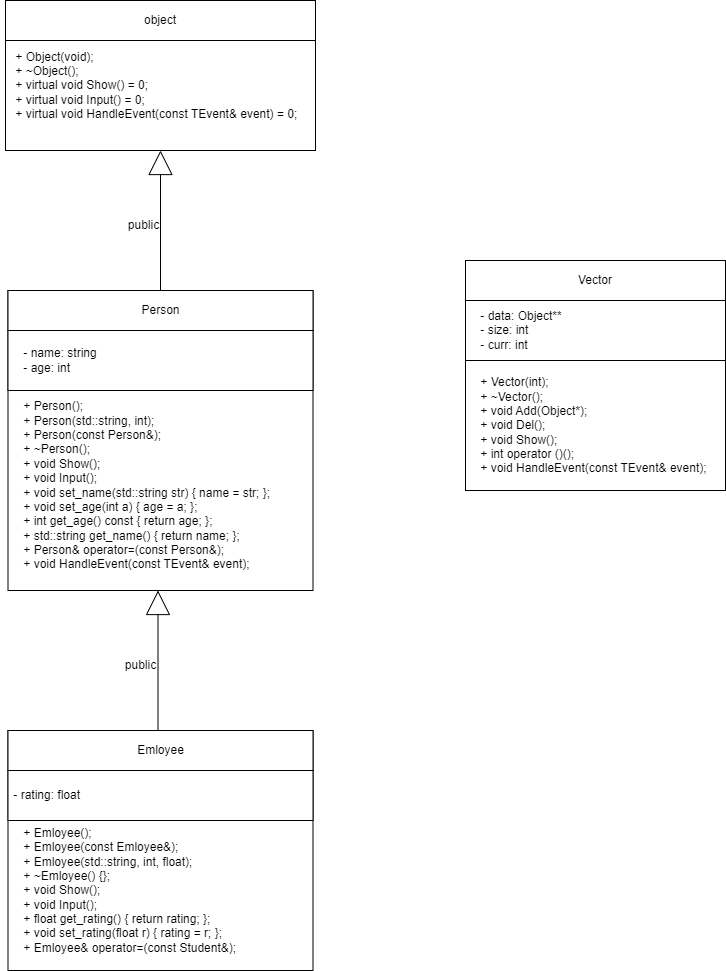 object
+ Object(void);
+ ~Object();
+ virtual void Show() = 0;
+ virtual void Input() = 0;
+ virtual void HandleEvent(const TEvent& event) = 0;
public
Person
- name: string
- age: int
+ Person();
+ Person(std::string, int);
+ Person(const Person&);
+ ~Person();
+ void Show();
+ void Input();
+ void set_name(std::string str) { name = str; };
+ void set_age(int a) { age = a; };
+ int get_age() const { return age; };
+ std::string get_name() { return name; };
+ Person& operator=(const Person&);
+ void HandleEvent(const TEvent& event);
public
Emloyee
- rating: float
+ Emloyee();
+ Emloyee(const Emloyee&);
+ Emloyee(std::string, int, float);
+ ~Emloyee() {};
+ void Show();
+ void Input();
+ float get_rating() { return rating; };
+ void set_rating(float r) { rating = r; };
+ Emloyee& operator=(const Student&);
Vector
- data: Object**
- size: int
- curr: int
+ Vector(int);
+ ~Vector();
+ void Add(Object*);
+ void Del();
+ void Show();
+ int operator ()();
+ void HandleEvent(const TEvent& event);